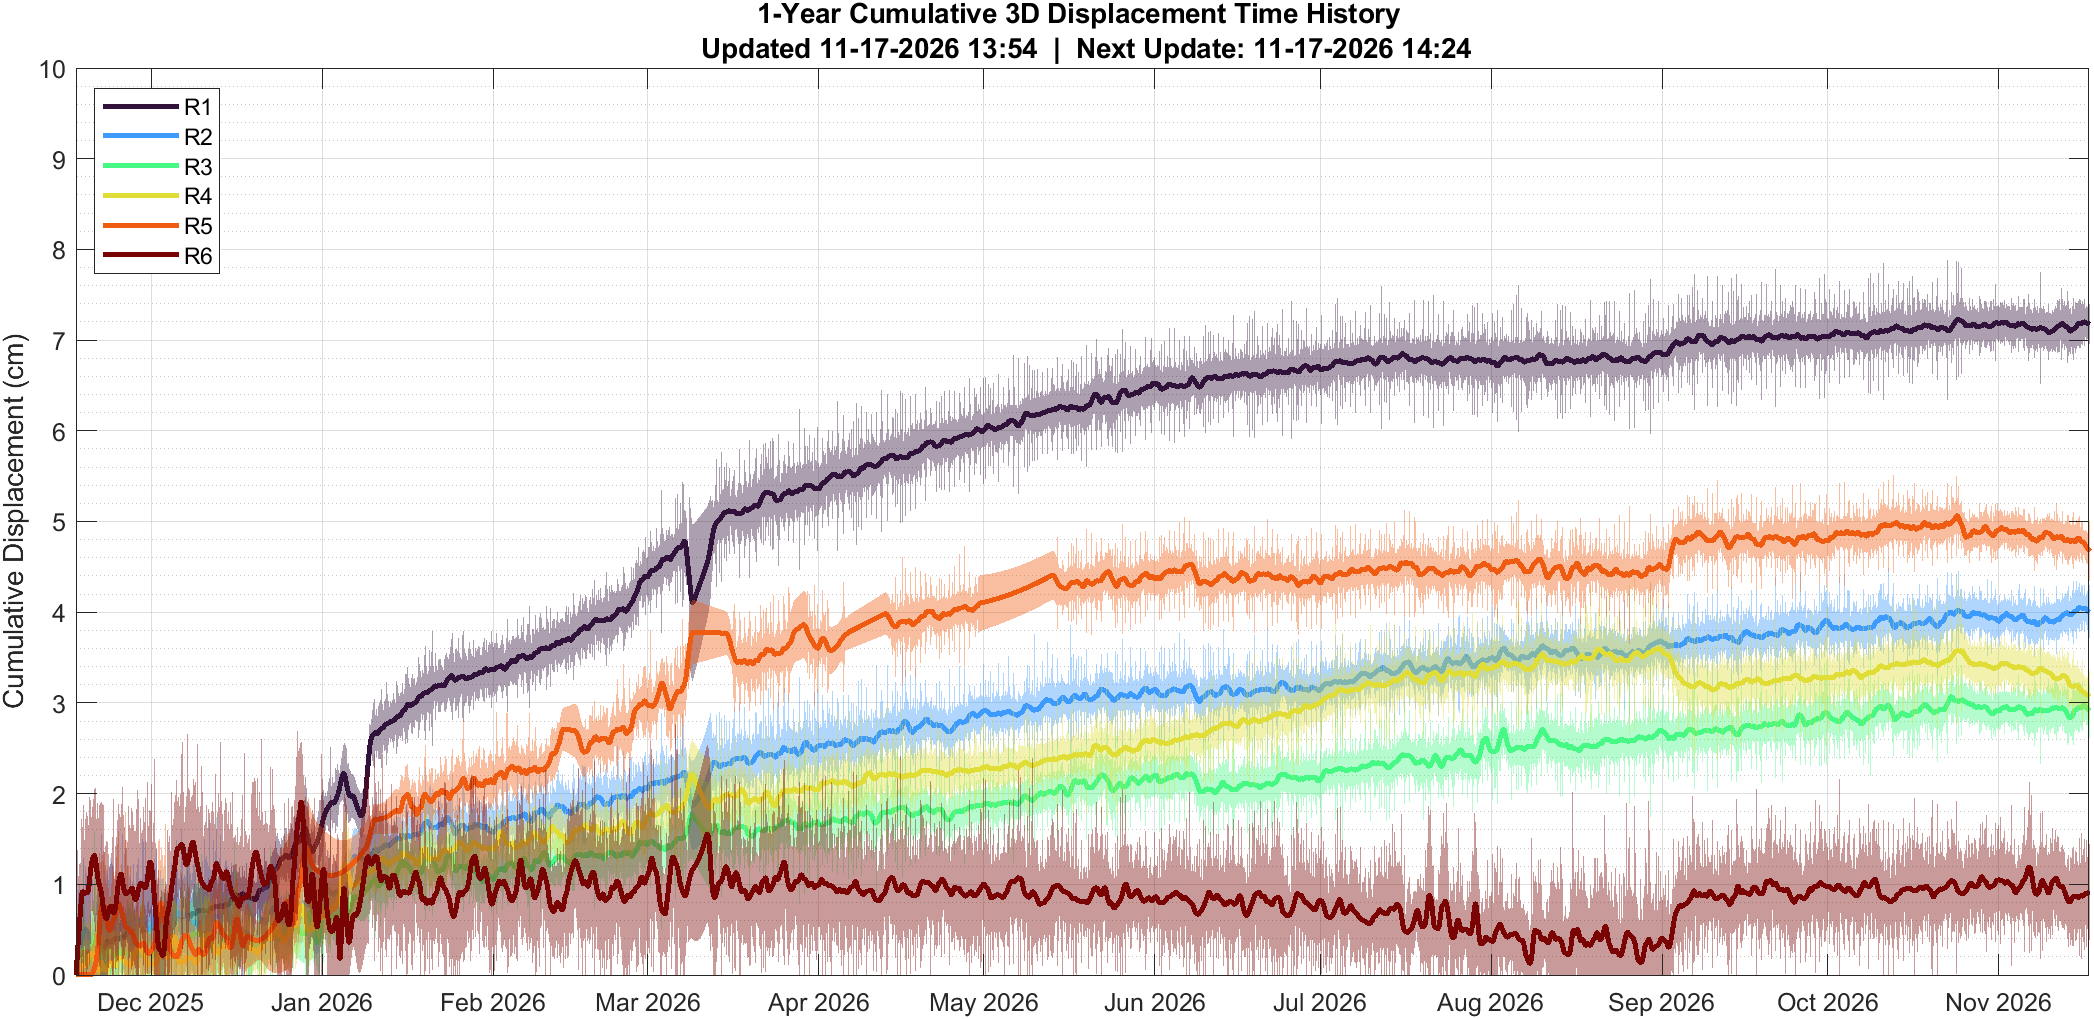 1-Year Cumulative 3D Displacement Time History
Updated 11-17-2026 13:54 | Next Update: 11-17-2026 14:24
Cumulative Displacement (cm)
10
9
8
7
6
5
4
3
2
1
0
R1
R2
R3
R4
R5
R6
Dec 2025
Jan 2026
Feb 2026
Mar 2026
Apr 2026
May 2026
Jun 2026
Jul 2026
Aug 2026
Sep 2026
Oct 2026
Nov 2026